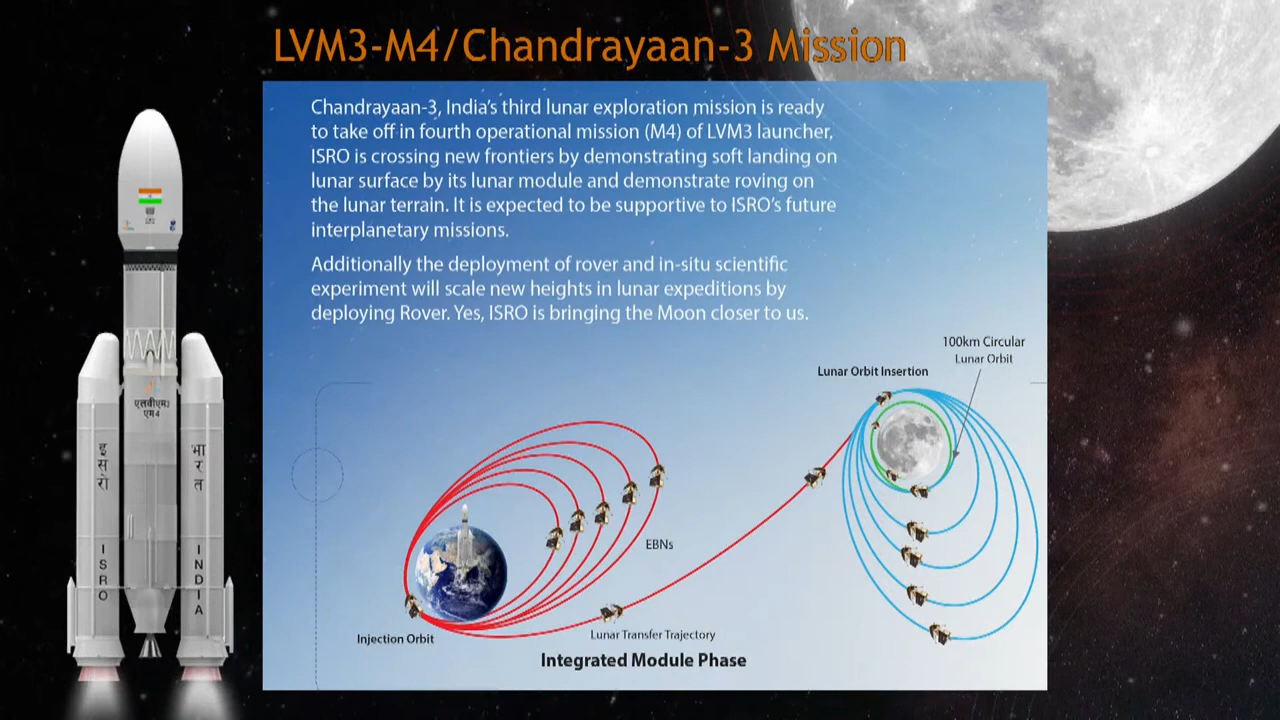 LVM3-M4/Chandrayaan-3 Mission
Chandrayaan-3, India's third lunar exploration mission is ready
to take off in fourth operational mission (M4) of LVM3 launcher,
ISRO is crossing new frontiers by demonstrating soft landing on
lunar surface by its lunar module and demonstrate roving on
the lunar terrain. It is expected to be supportive to ISRO's future
interplanetary missions.
Additionally the deployment of rover and in-situ scientific
experiment will scale new heights in lunar expeditions by
deploying Rover. Yes, ISRO is bringing the Moon closer to us.
100km Circular
Lunar Orbit
Lunar Orbit Insertion
EBNs
Lunar Transfer Trajectory
Injection Orbit
Integrated Module Phase
एलवीएम3
एम4
इसरो
भारत
ISRO
INDIA